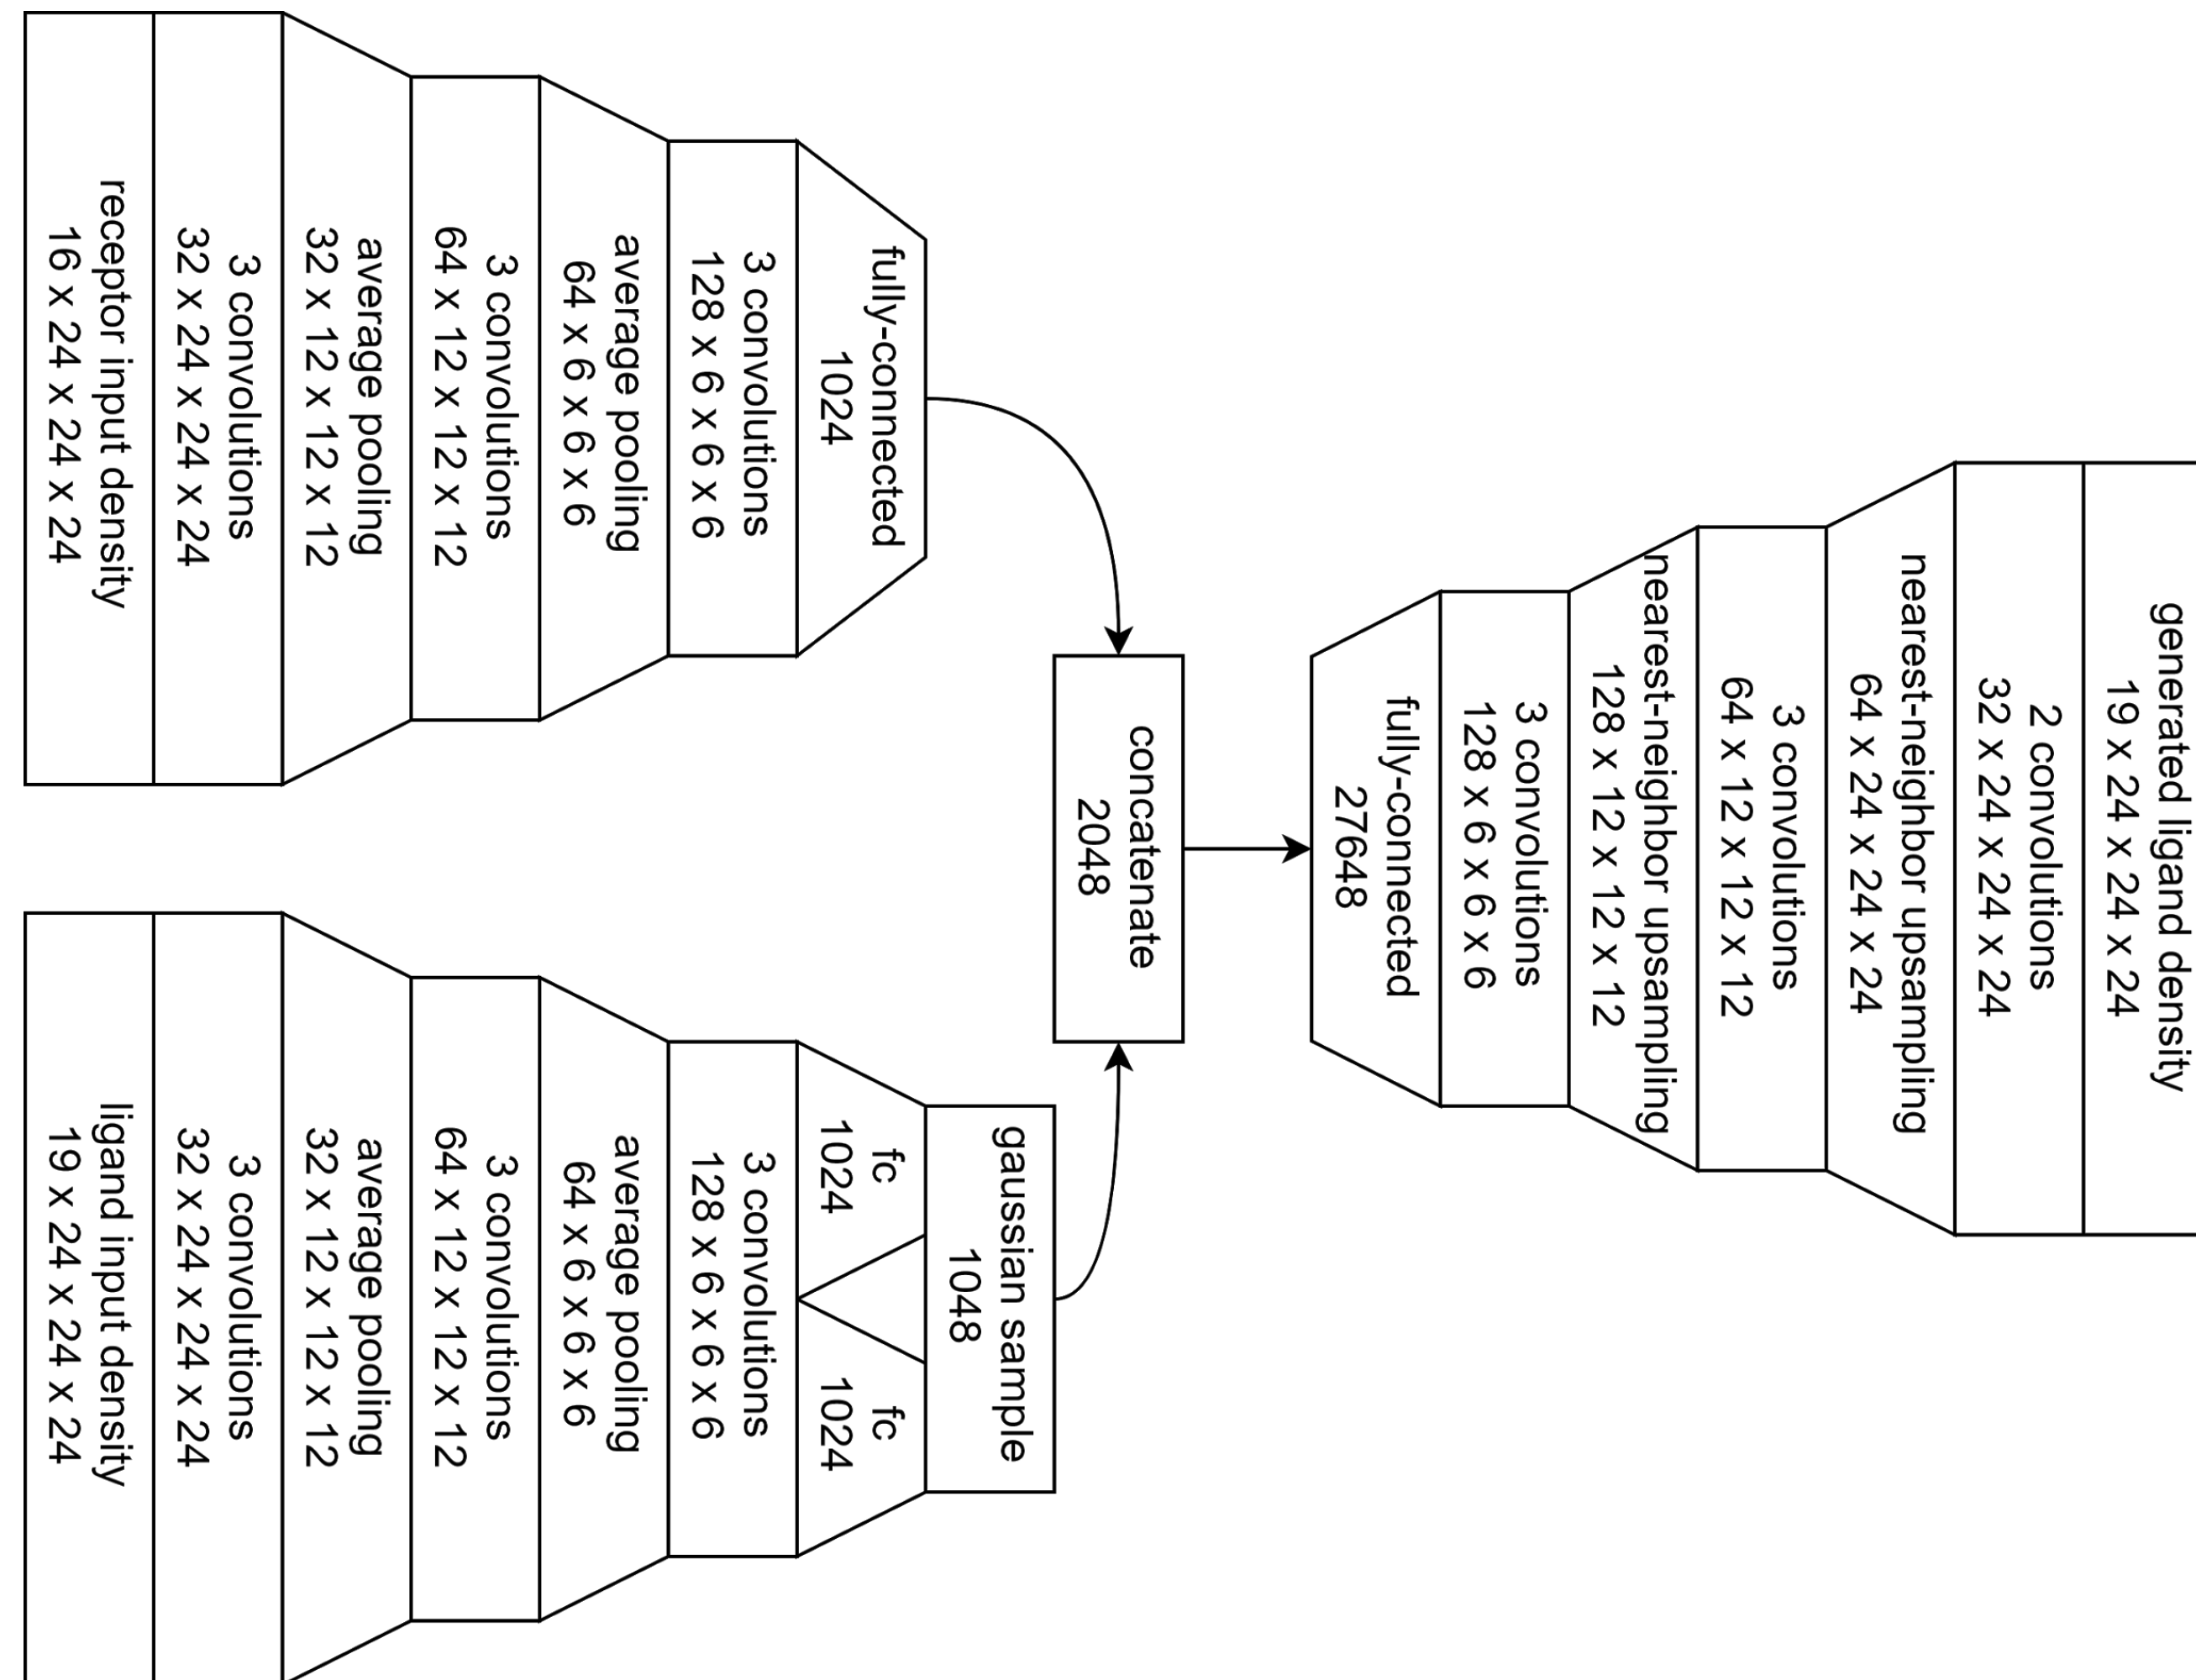 generated ligand density
19 x 24 x 24 x 24
2 convolutions
32 x 24 x 24 x 24
nearest-neighbor upsampling
64 x 24 x 24 x 24
3 convolutions
64 x 12 x 12 x 12
nearest-neighbor upsampling
128 x 12 x 12 x 12
3 convolutions
128 x 6 x 6 x 6
fully-connected
27648
concatenate
2048
fully-connected
1024
3 convolutions
128 x 6 x 6 x 6
average pooling
64 x 6 x 6 x 6
3 convolutions
64 x 12 x 12 x 12
average pooling
32 x 12 x 12 x 12
3 convolutions
32 x 24 x 24 x 24
receptor input density
16 x 24 x 24 x 24
gaussian sample
1048
fc
1024
fc
1024
3 convolutions
128 x 6 x 6 x 6
average pooling
64 x 6 x 6 x 6
3 convolutions
64 x 12 x 12 x 12
average pooling
32 x 12 x 12 x 12
3 convolutions
32 x 24 x 24 x 24
ligand input density
19 x 24 x 24 x 24